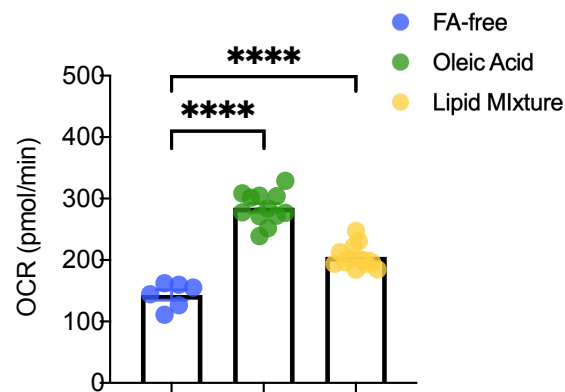 FA-free
Oleic Acid
Lipid MIxture
****
****
OCR (pmol/min)
500
400
300
200
100
0